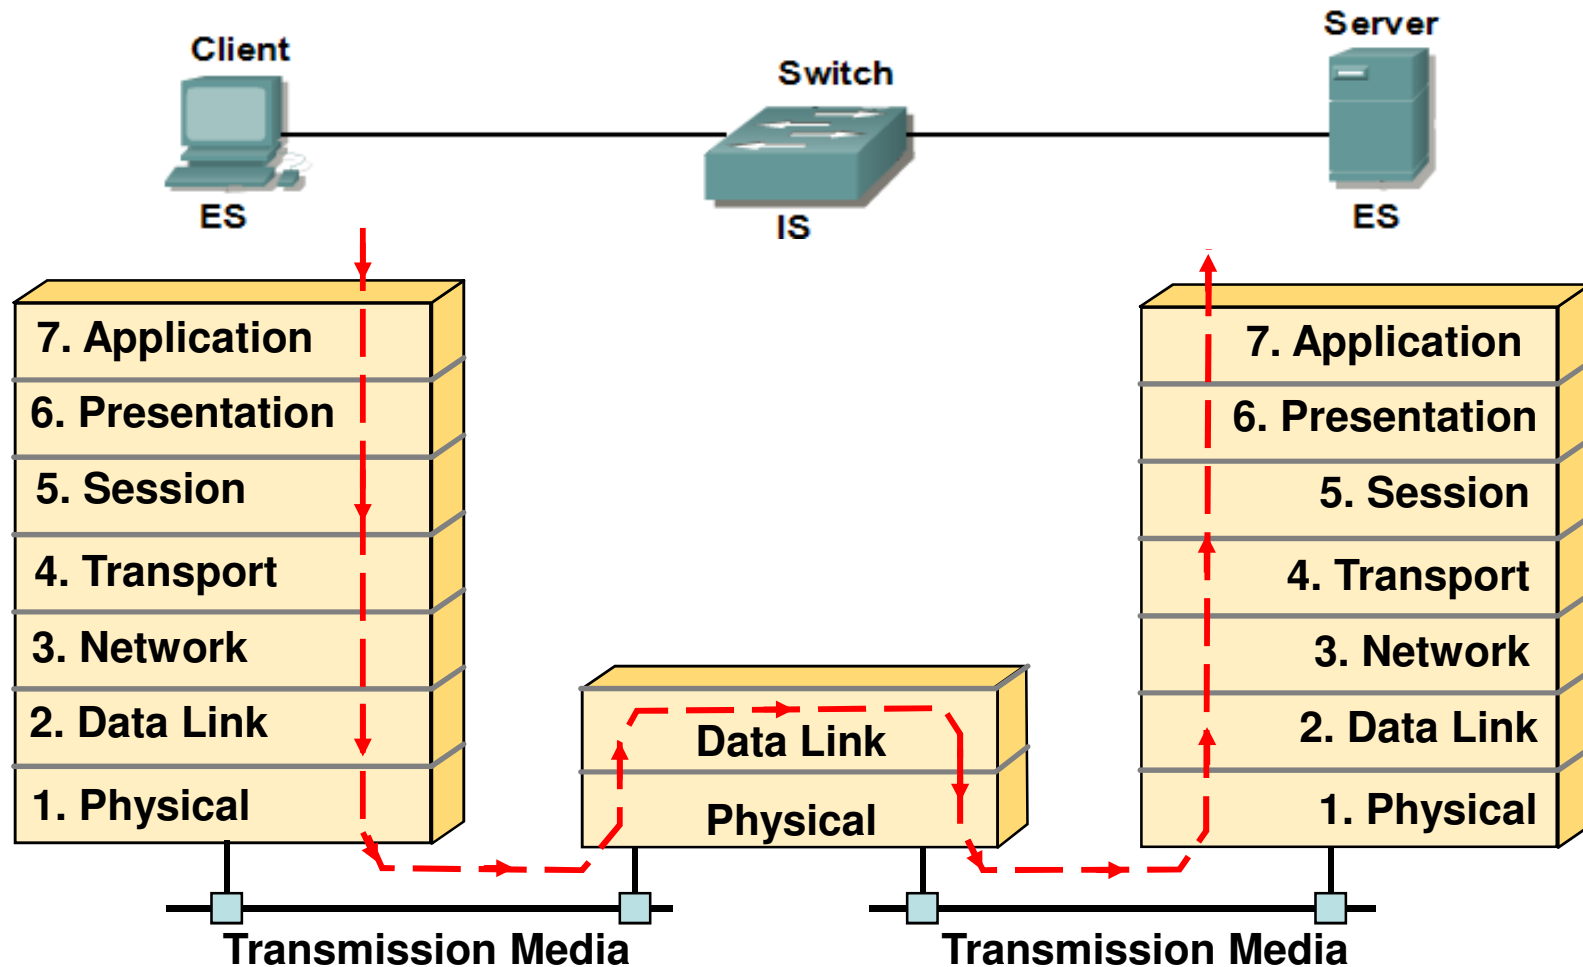 Client
Switch
Server
ES
IS
ES
7. Application
6. Presentation
5. Session
4. Transport
3. Network
2. Data Link
1. Physical
Data Link
Physical
7. Application
6. Presentation
5. Session
4. Transport
3. Network
2. Data Link
1. Physical
Transmission Media
Transmission Media